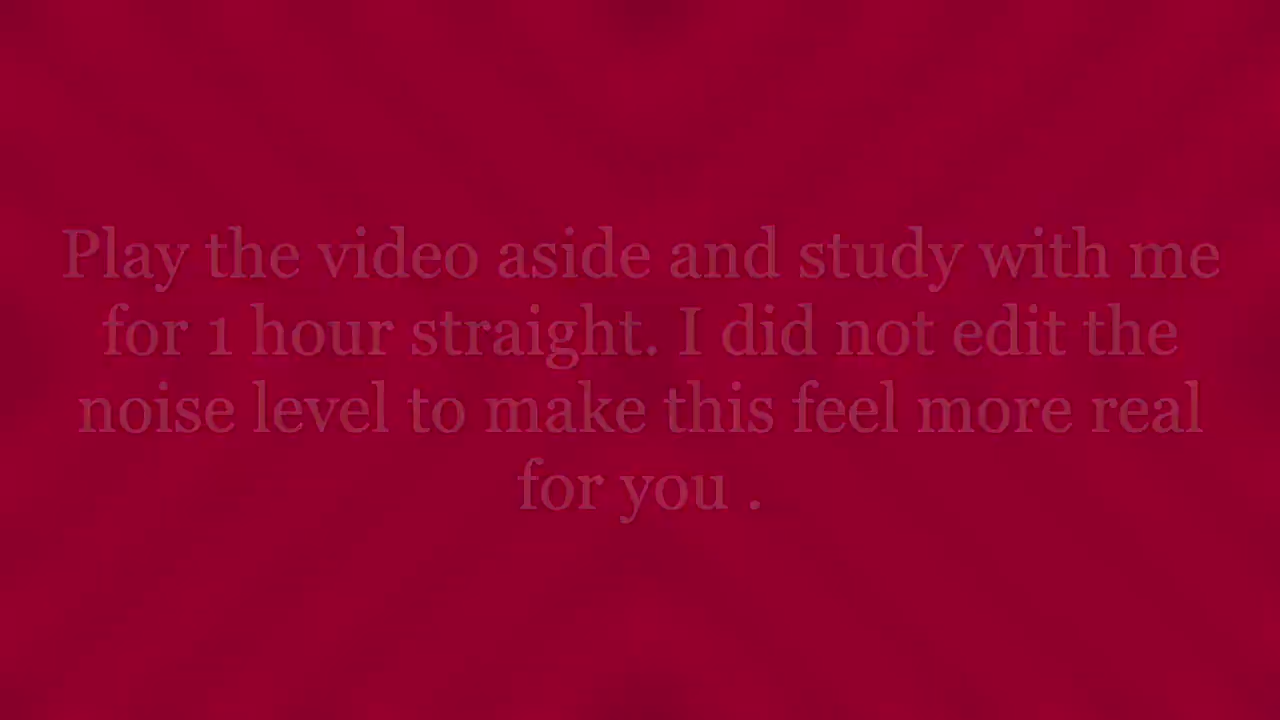 Play the video aside and study with me
for 1 hour straight. I did not edit the
noise level to make this feel more real
for you .